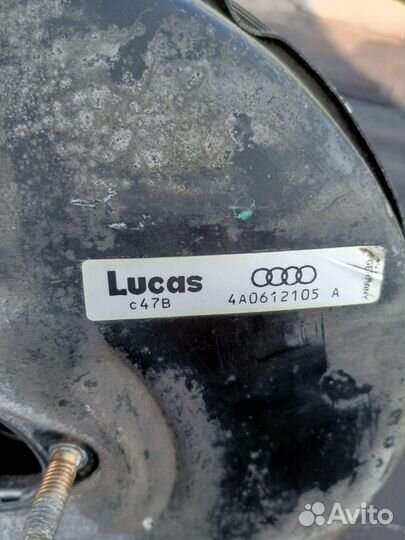 Lucas
c47B
4A0612105 A
GERMANY
Avito